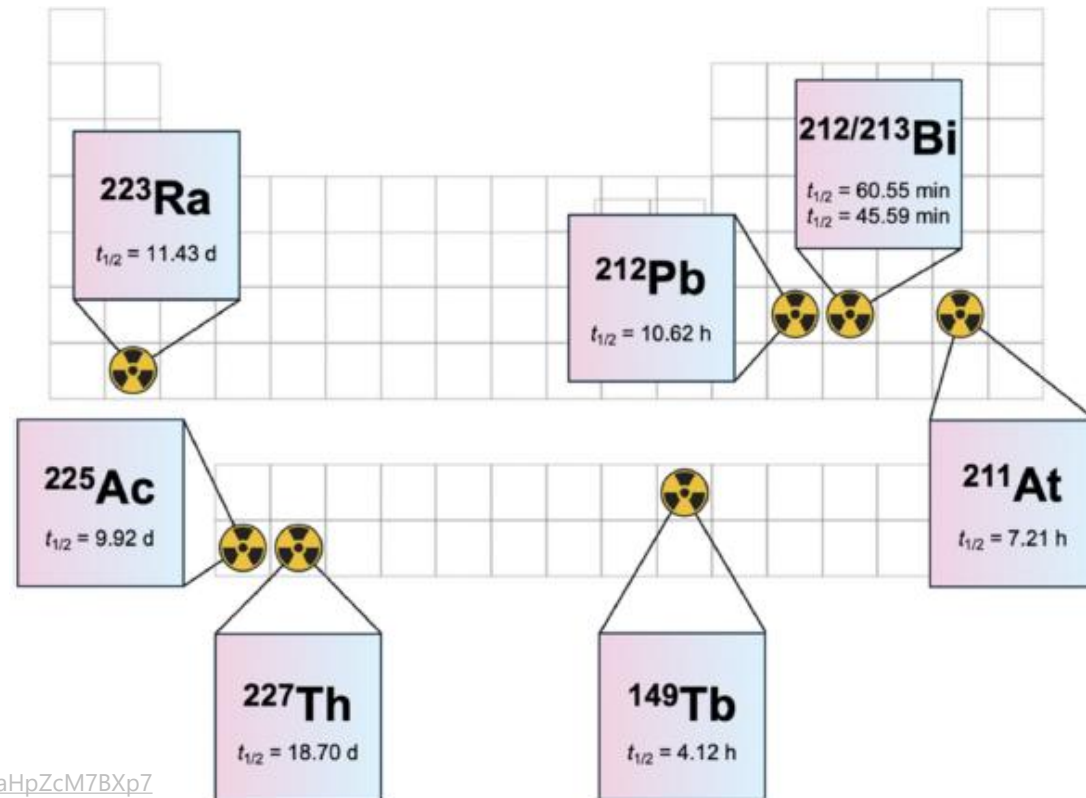 212/213Bi
t1/2 = 60.55 min
t1/2 = 45.59 min
223Ra
t1/2 = 11.43 d
212Pb
t1/2 = 10.62 h
225Ac
t1/2 = 9.92 d
211At
t1/2 = 7.21 h
227Th
t1/2 = 18.70 d
149Tb
t1/2 = 4.12 h
aHpZcM7BXp7